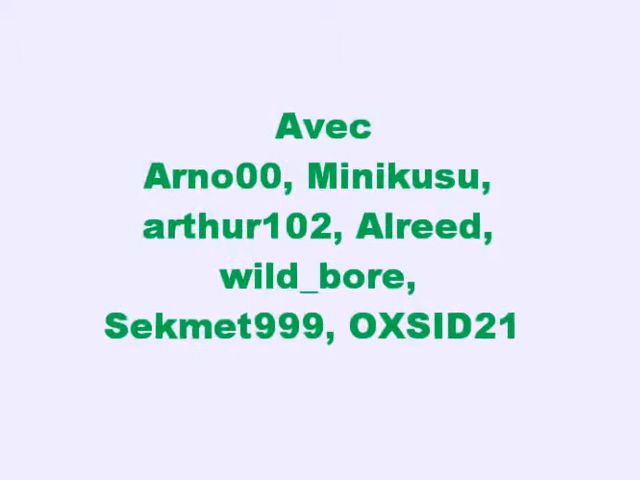 Avec
Arno00, Minikusu,
arthur102, Alreed,
wild_bore,
Sekmet999, OXSID21